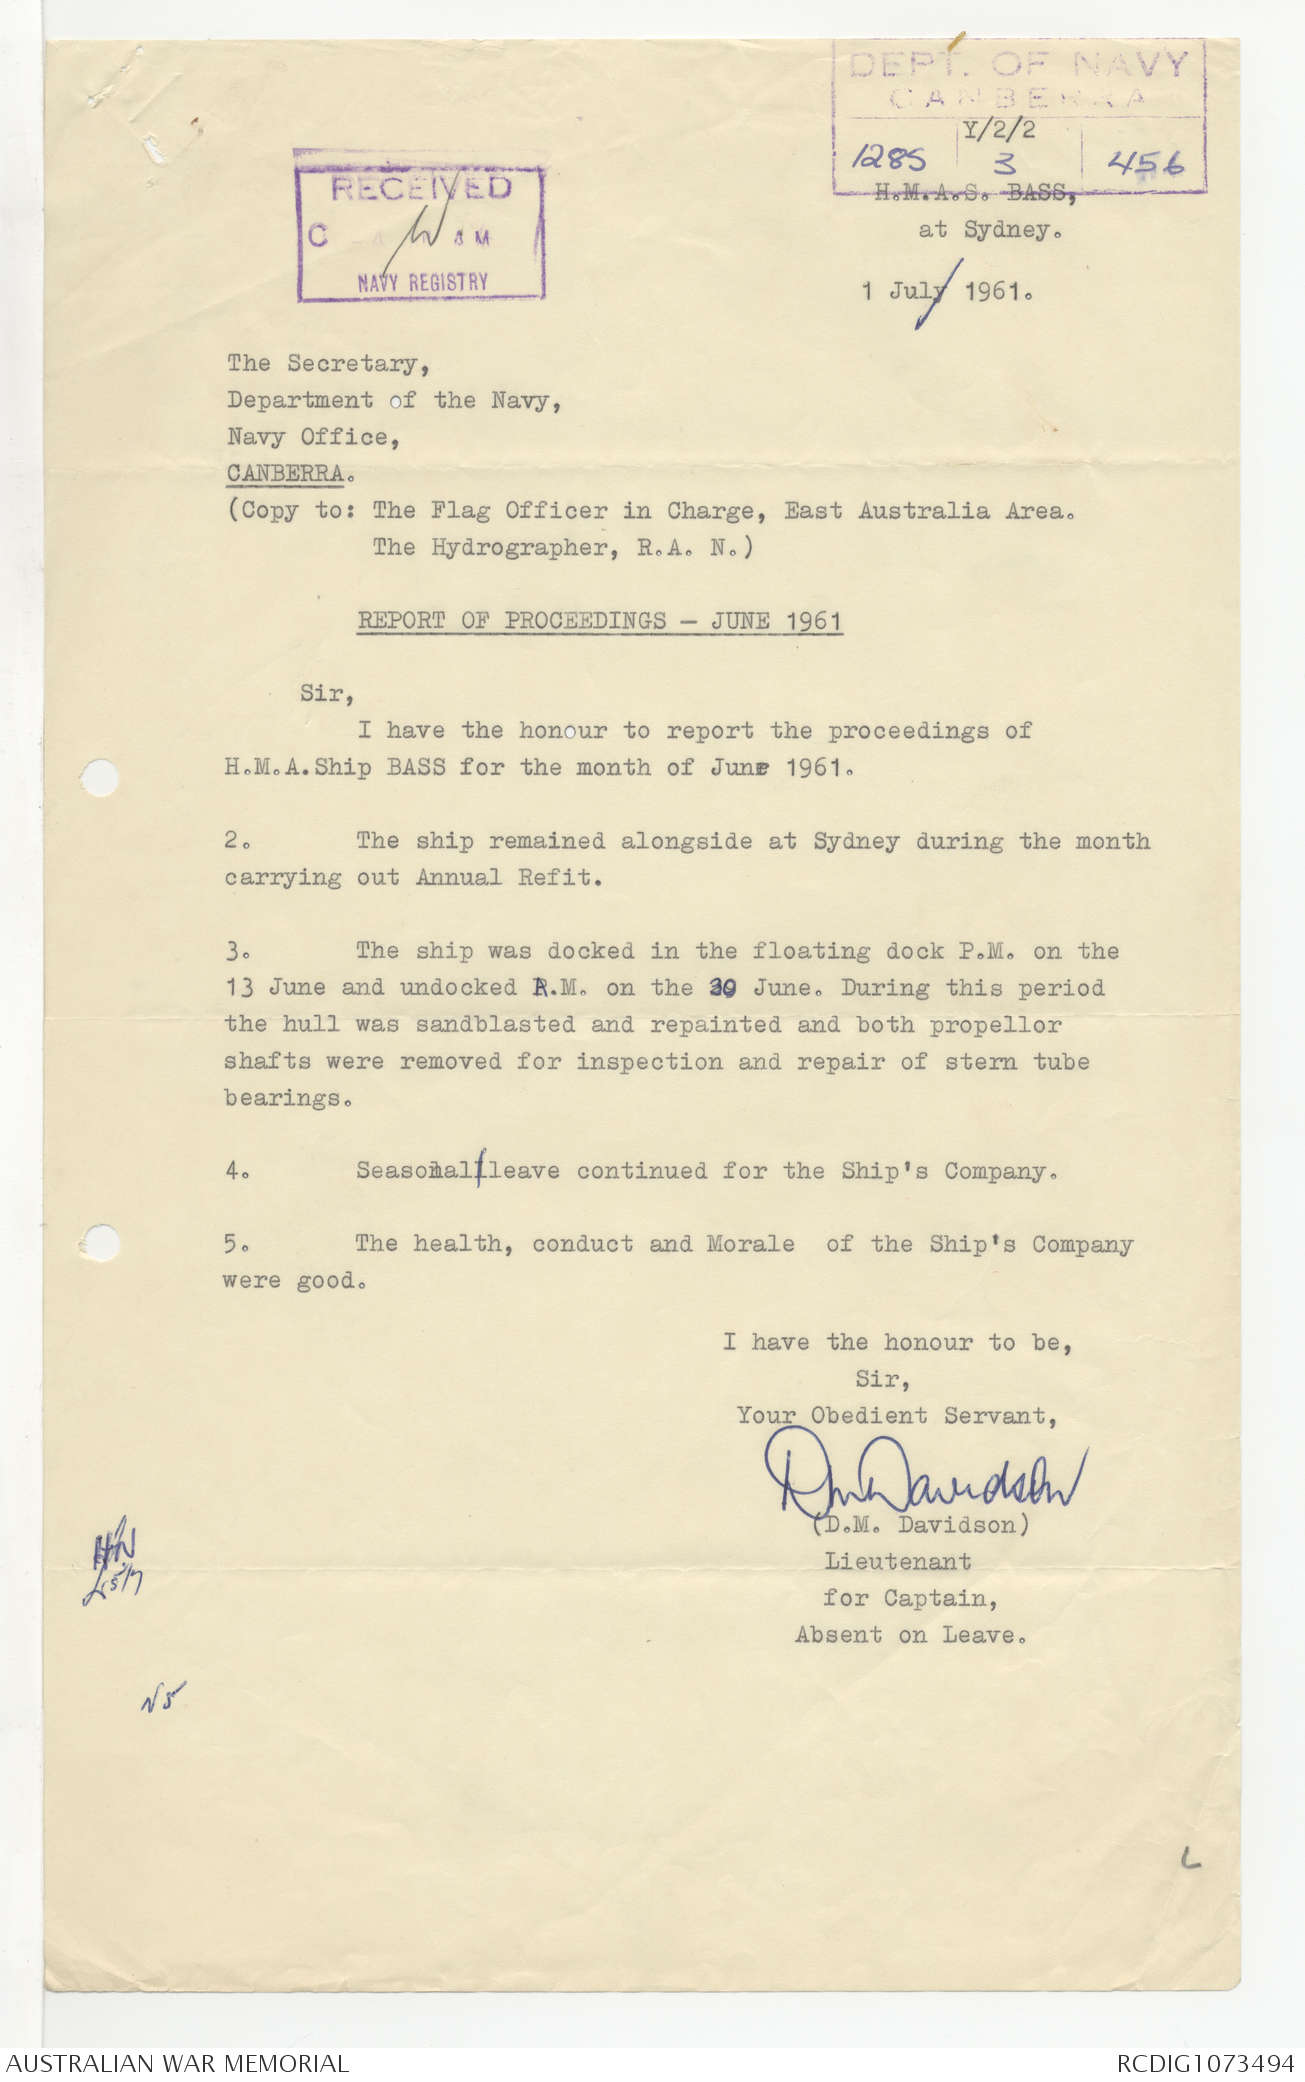 DEPT. OF NAVY
CANBERRA
Y/2/2
1285 3 456
RECEIVED
NAVY REGISTRY
H.M.A.S. BASS,
at Sydney.
1 July 1961.
The Secretary,
Department of the Navy,
Navy Office,
CANBERRA.
(Copy to: The Flag Officer in Charge, East Australia Area.
The Hydrographer, R.A. N.)
REPORT OF PROCEEDINGS - JUNE 1961
Sir,
I have the honour to report the proceedings of
H.M.A.Ship BASS for the month of June 1961.
2. The ship remained alongside at Sydney during the month
carrying out Annual Refit.
3. The ship was docked in the floating dock P.M. on the
13 June and undocked A.M. on the 30 June. During this period
the hull was sandblasted and repainted and both propellor
shafts were removed for inspection and repair of stern tube
bearings.
4. Seasonal leave continued for the Ship's Company.
5. The health, conduct and Morale of the Ship's Company
were good.
I have the honour to be,
Sir,
Your Obedient Servant,
DM Davidson
(D.M. Davidson)
Lieutenant
for Captain,
Absent on Leave.
N5
L
AUSTRALIAN WAR MEMORIAL
RCDIG1073494